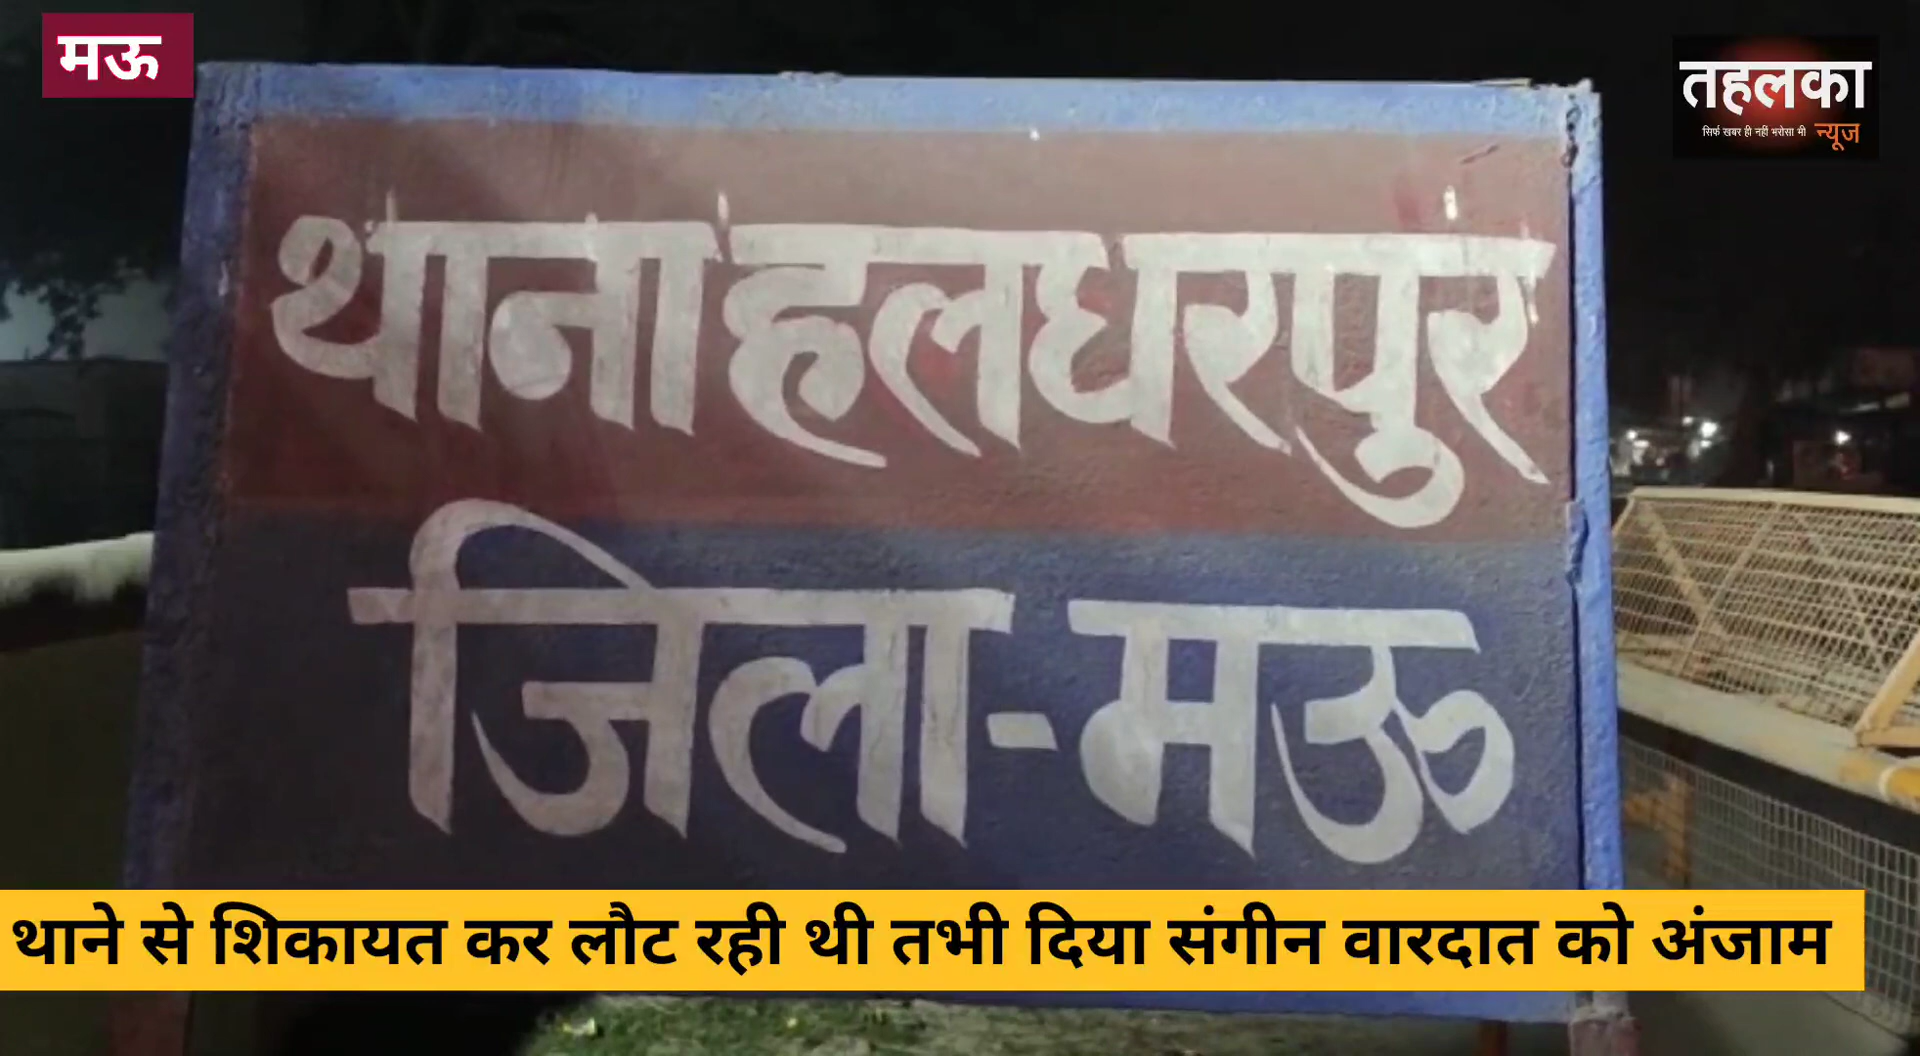 मऊ
तहलका
सिर्फ खबर ही नहीं भरोसा भी न्यूज
थाना हलधरपुर
जिला-मऊ
थाने से शिकायत कर लौट रही थी तभी दिया संगीन वारदात को अंजाम